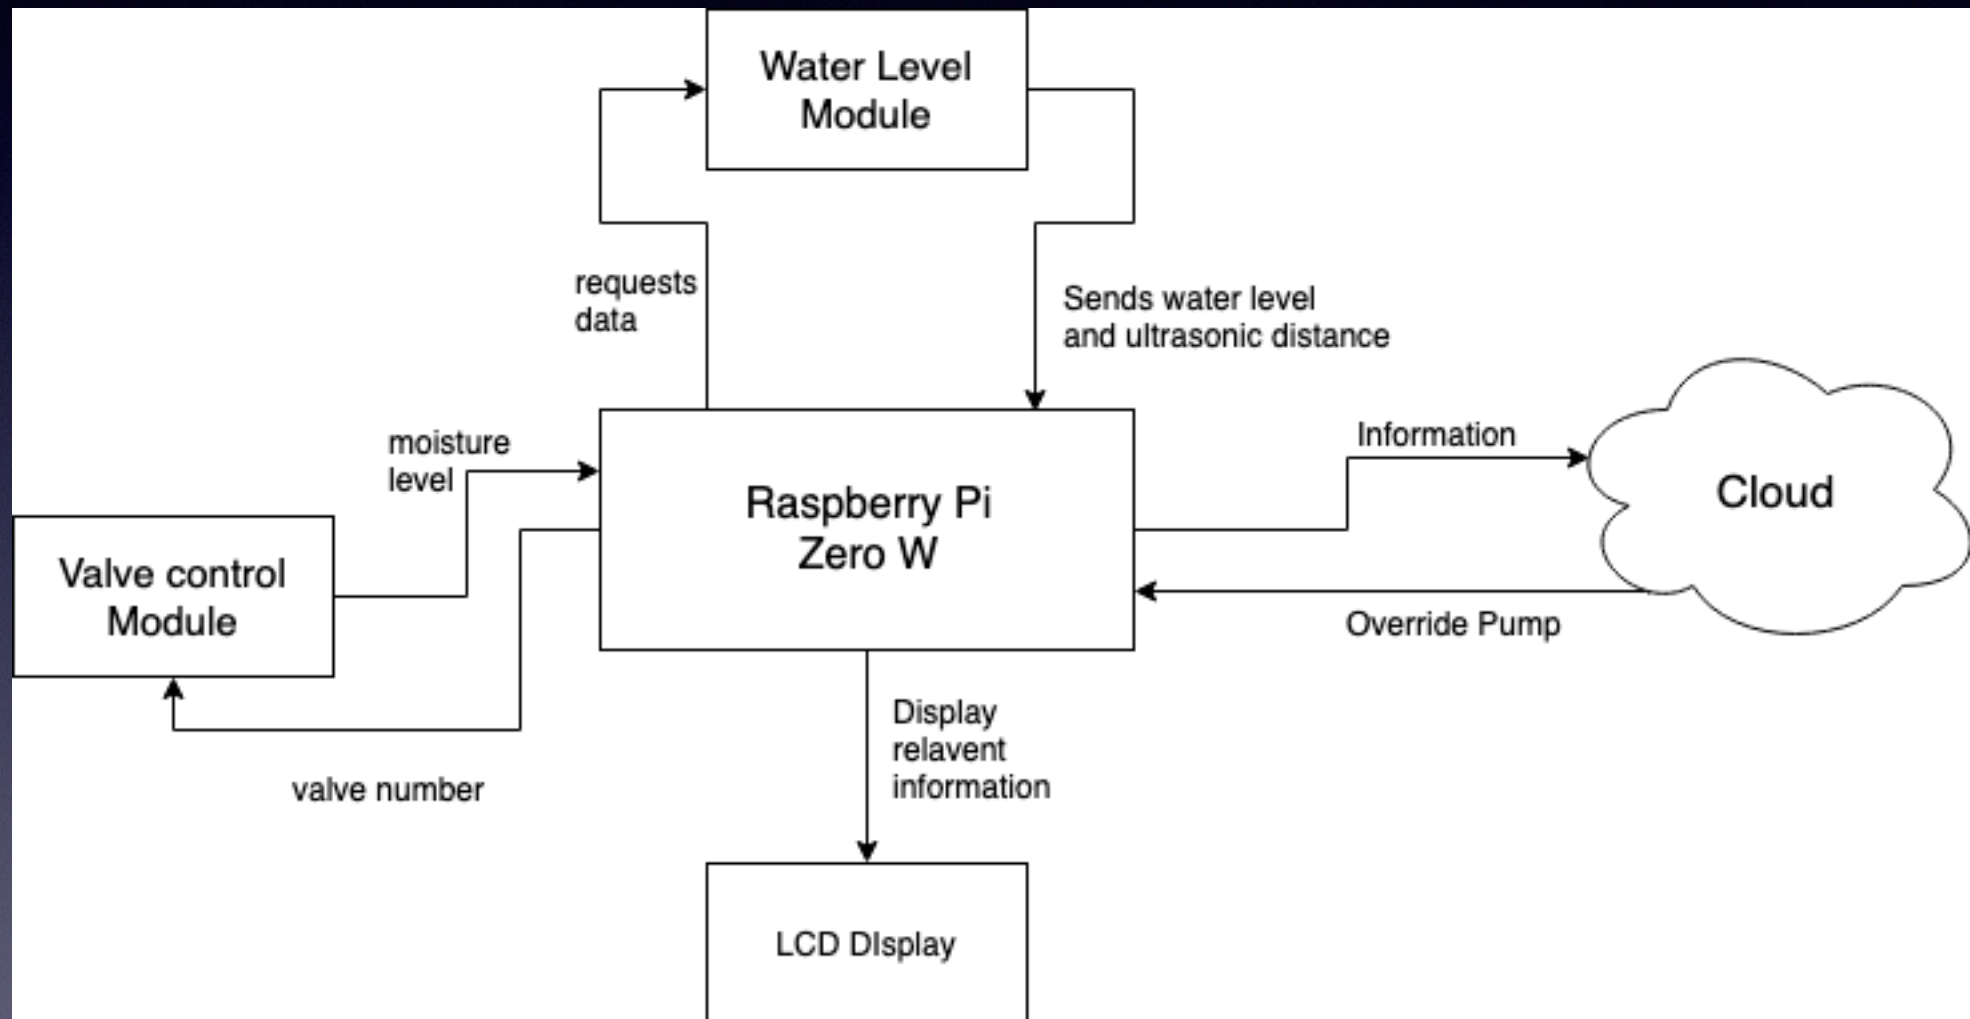 Water Level
Module
requests
data
Sends water level
and ultrasonic distance
moisture
level
Information
Raspberry Pi
Zero W
Cloud
Valve control
Module
Override Pump
Display
relavent
information
valve number
LCD DIsplay